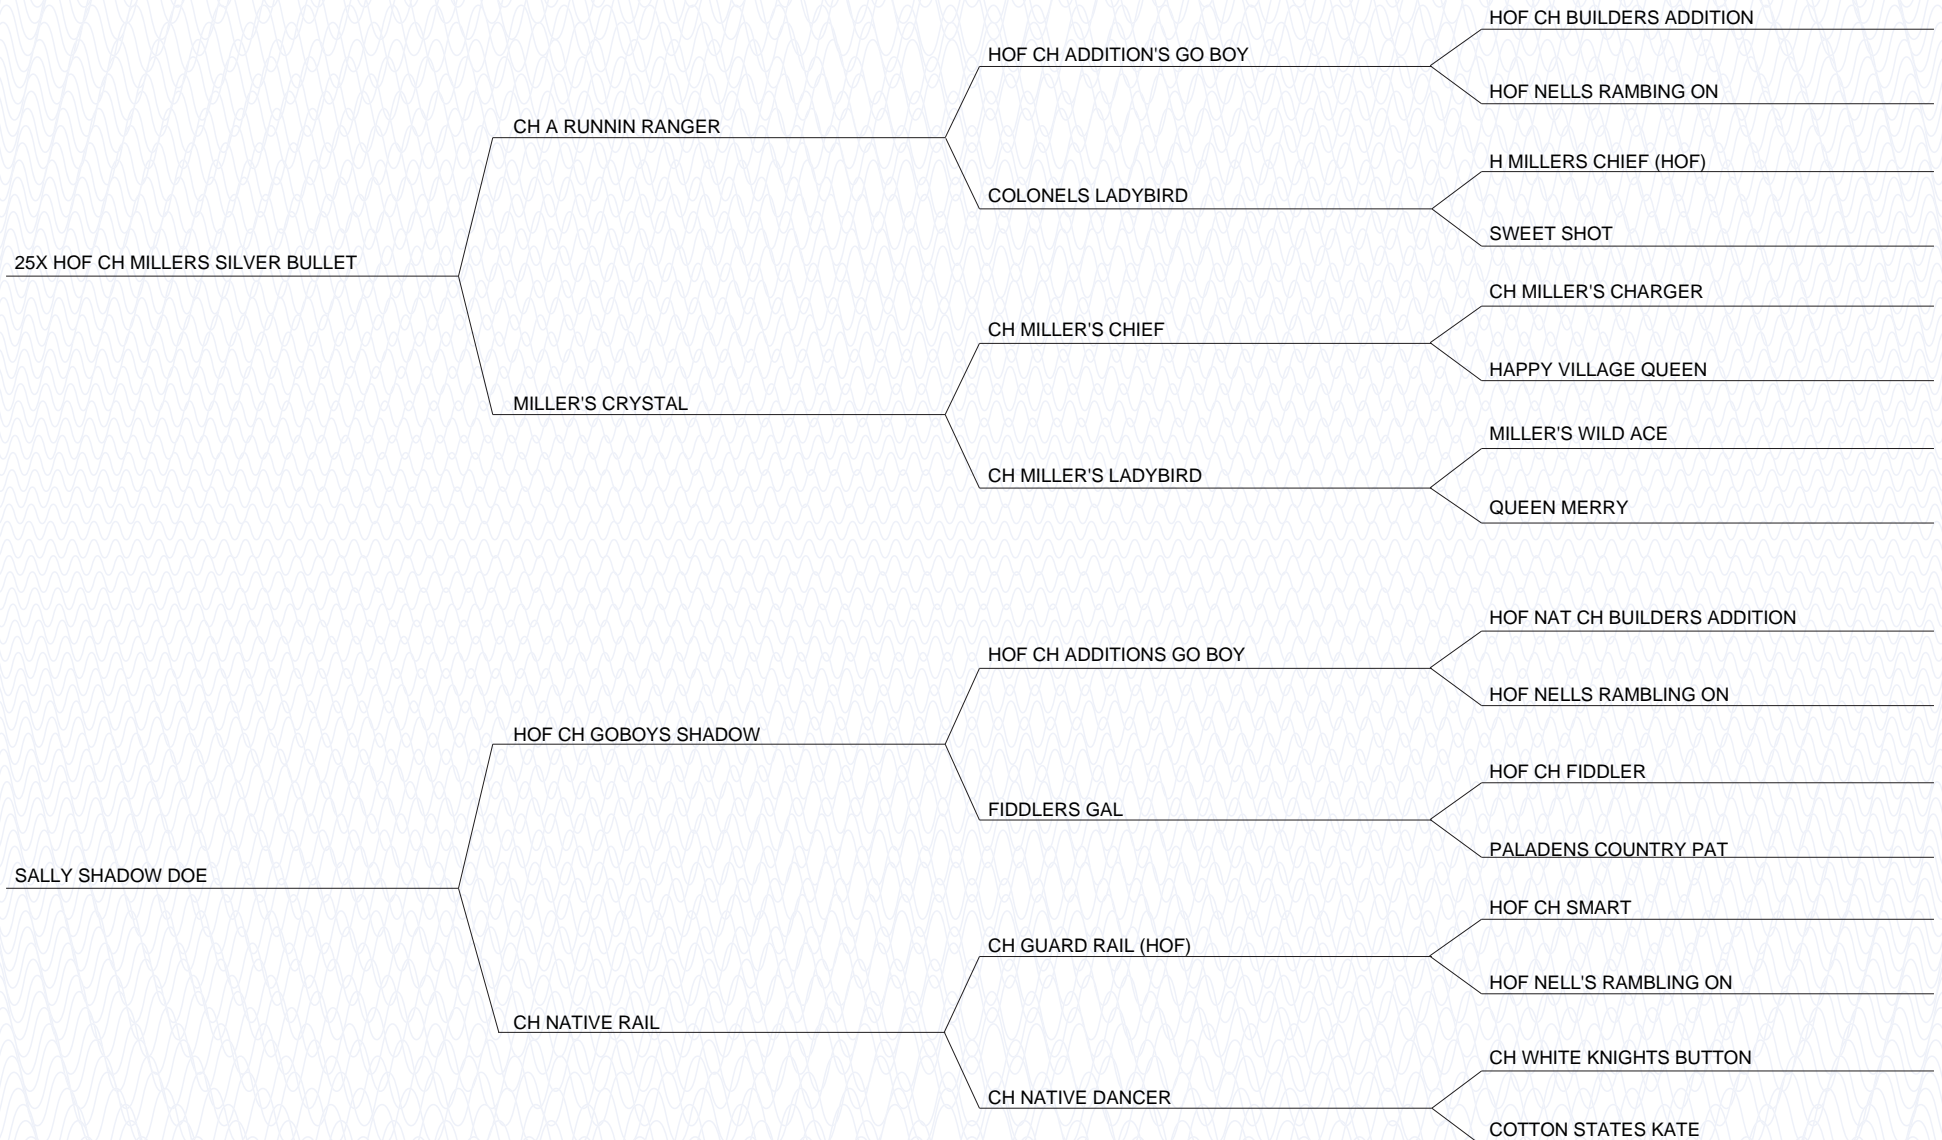 HOF CH BUILDERS ADDITION
HOF CH ADDITION'S GO BOY
HOF NELLS RAMBING ON
CH A RUNNIN RANGER
H MILLERS CHIEF (HOF)
COLONELS LADYBIRD
SWEET SHOT
25X HOF CH MILLERS SILVER BULLET
CH MILLER'S CHARGER
CH MILLER'S CHIEF
HAPPY VILLAGE QUEEN
MILLER'S CRYSTAL
MILLER'S WILD ACE
CH MILLER'S LADYBIRD
QUEEN MERRY
HOF NAT CH BUILDERS ADDITION
HOF CH ADDITIONS GO BOY
HOF NELLS RAMBLING ON
HOF CH GOBOYS SHADOW
HOF CH FIDDLER
FIDDLERS GAL
PALADENS COUNTRY PAT
SALLY SHADOW DOE
HOF CH SMART
CH GUARD RAIL (HOF)
HOF NELL'S RAMBLING ON
CH NATIVE RAIL
CH WHITE KNIGHTS BUTTON
CH NATIVE DANCER
COTTON STATES KATE